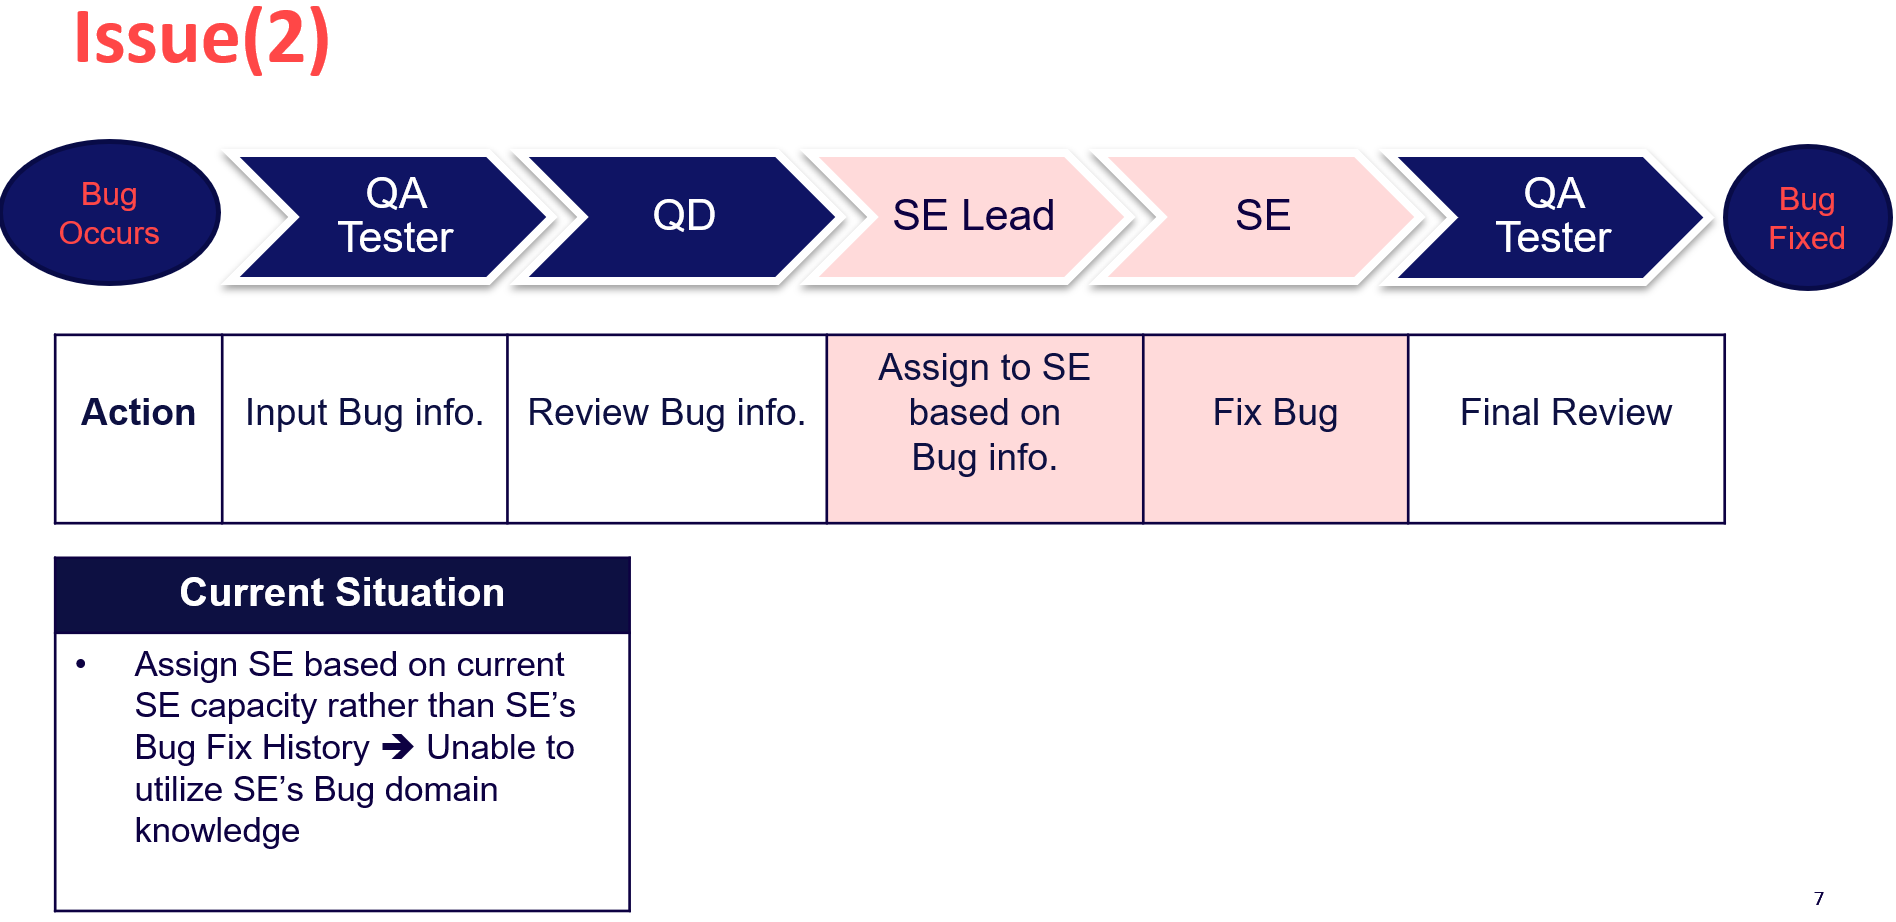 Issue(2)
Bug
Occurs
QA
Tester
QD
SE Lead
SE
QA
Tester
Bug
Fixed
Action
Input Bug info.
Review Bug info.
Assign to SE
based on
Bug info.
Fix Bug
Final Review
Current Situation
• Assign SE based on current
SE capacity rather than SE’s
Bug Fix History ➔ Unable to
utilize SE’s Bug domain
knowledge
7